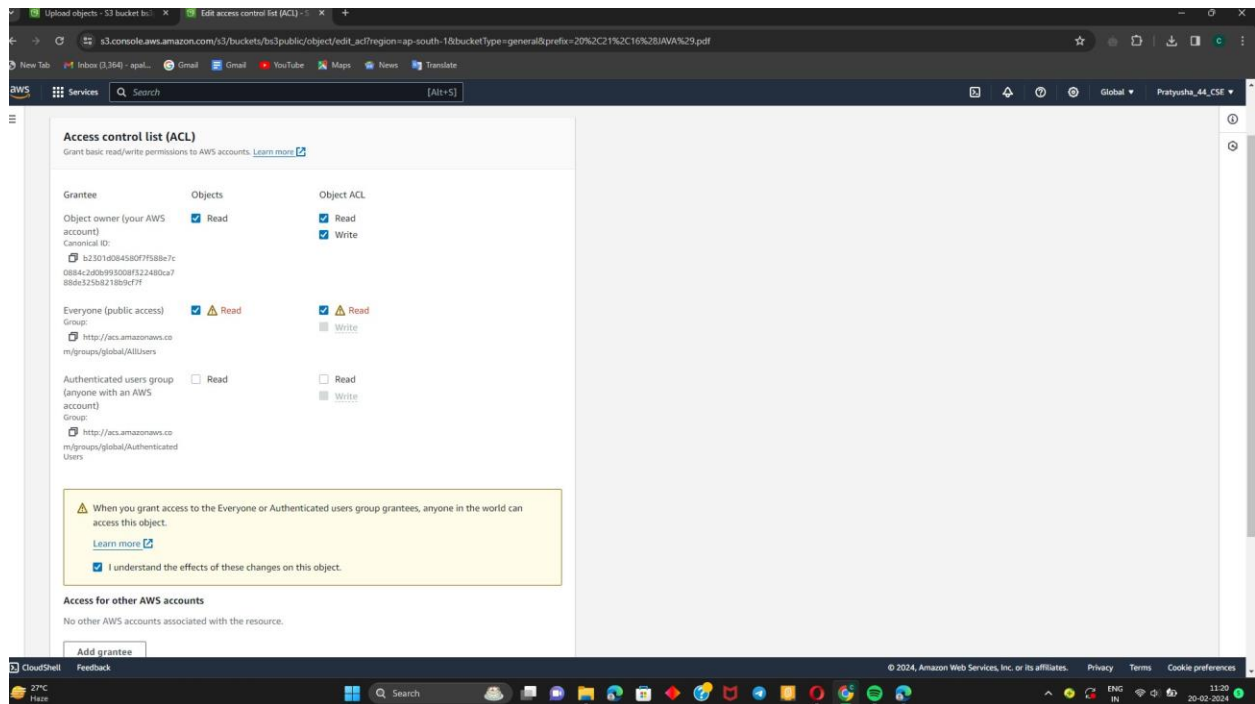 Upload objects - S3 bucket bs3
Edit access control list (ACL) - S
s3.console.aws.amazon.com/s3/buckets/bs3public/object/edit_acl?region=ap-south-1&bucketType=general&prefix=20%2C21%2C16%28JAVA%29.pdf
New Tab Inbox (3,364) - apal... Gmail Gmail YouTube Maps News Translate
aws Services Search [Alt+S] Global Pratyusha_44_CSE
Access control list (ACL)
Grant basic read/write permissions to AWS accounts. Learn more
Grantee Objects Object ACL
Object owner (your AWS account) Read Read
Write
Canonical ID:
b2301d084580f7f588e7c
0884c2d0b993008f322480ca7
88de325b8218b9cf7f
Everyone (public access) Read Read
Group: Write
http://acs.amazonaws.co
m/groups/global/AllUsers
Authenticated users group Read Read
(anyone with an AWS Write
account)
Group:
http://acs.amazonaws.co
m/groups/global/Authenticated
Users
When you grant access to the Everyone or Authenticated users group grantees, anyone in the world can
access this object.
Learn more
I understand the effects of these changes on this object.
Access for other AWS accounts
No other AWS accounts associated with the resource.
Add grantee
CloudShell Feedback © 2024, Amazon Web Services, Inc. or its affiliates. Privacy Terms Cookie preferences
27°C
Haze
Search
ENG
IN
11:20
20-02-2024